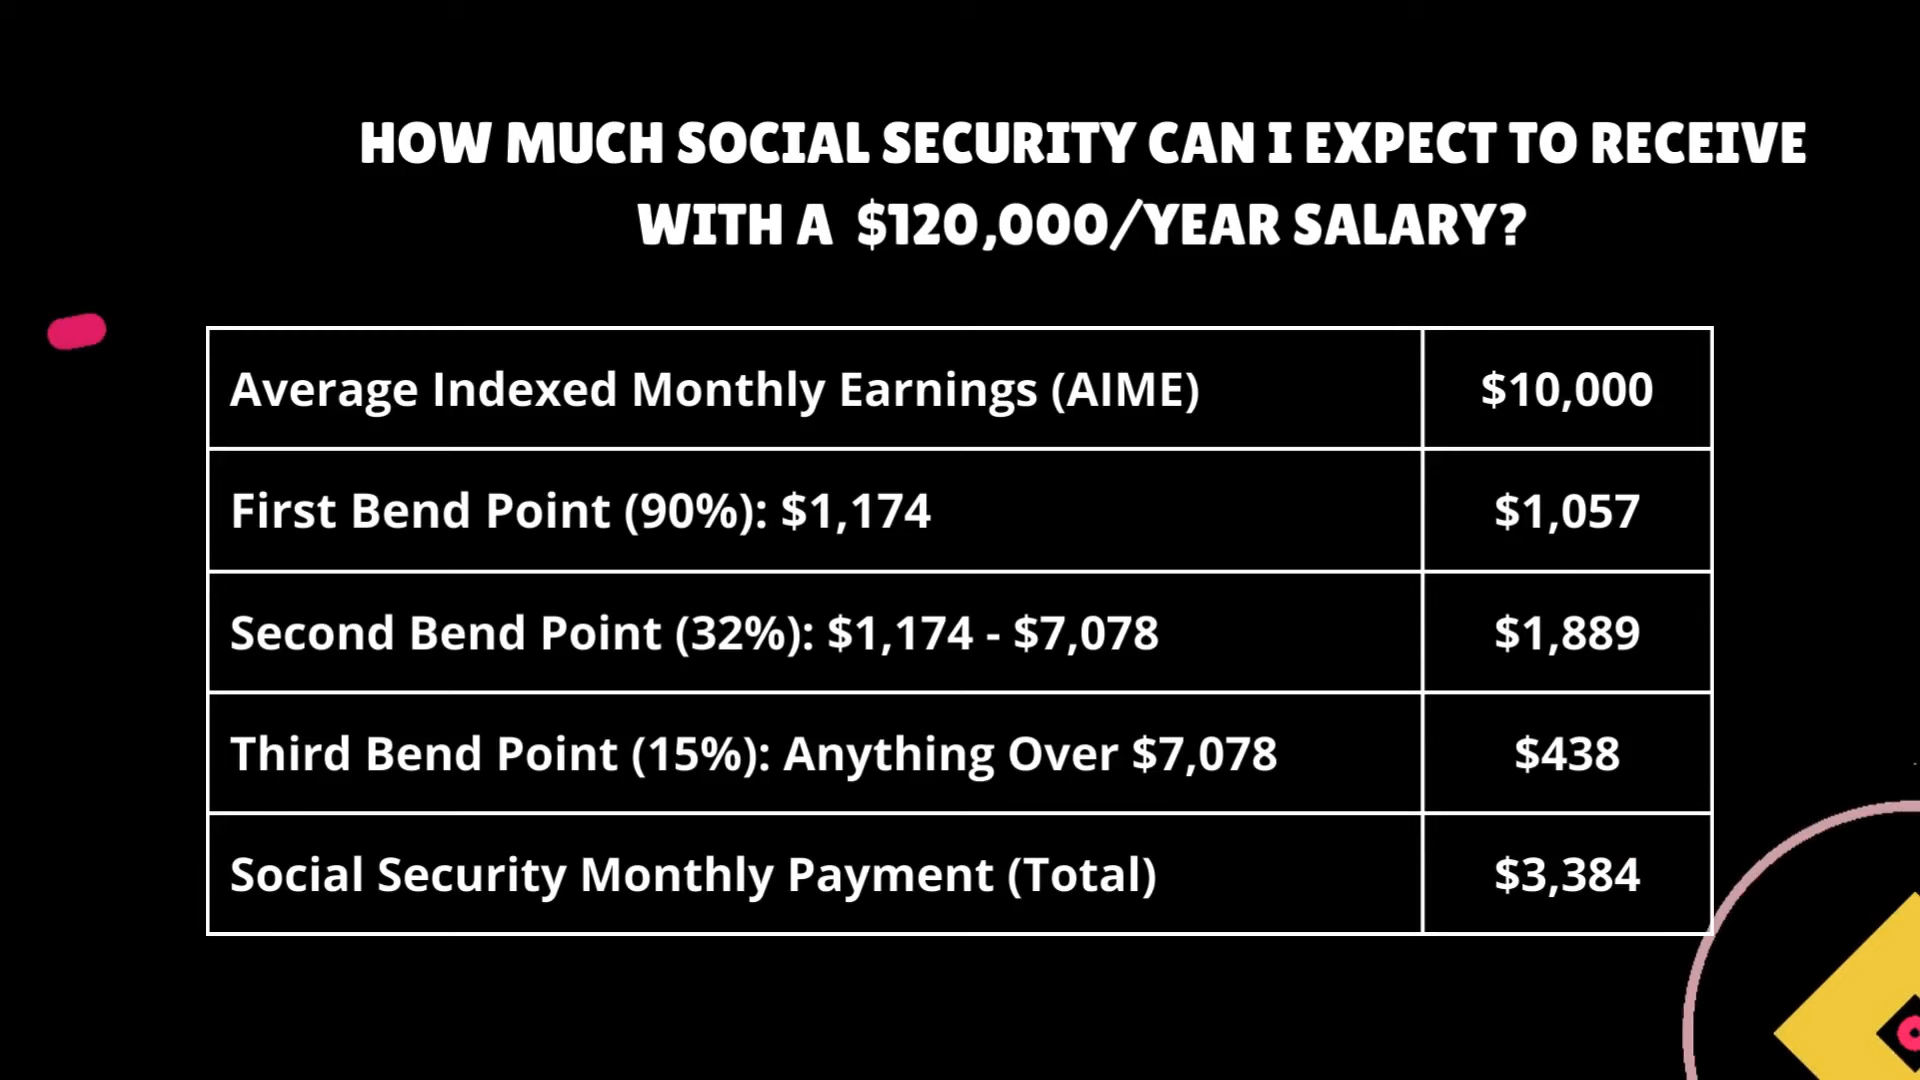 HOW MUCH SOCIAL SECURITY CAN I EXPECT TO RECEIVE
WITH A $120,000/YEAR SALARY?
Average Indexed Monthly Earnings (AIME) $10,000
First Bend Point (90%): $1,174 $1,057
Second Bend Point (32%): $1,174 - $7,078 $1,889
Third Bend Point (15%): Anything Over $7,078 $438
Social Security Monthly Payment (Total) $3,384